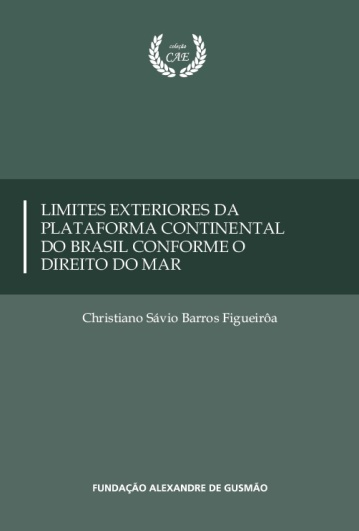 coleção
CAE
LIMITES EXTERIORES DA
PLATAFORMA CONTINENTAL
DO BRASIL CONFORME O
DIREITO DO MAR
Christiano Sávio Barros Figueirôa
FUNDAÇÃO ALEXANDRE DE GUSMÃO